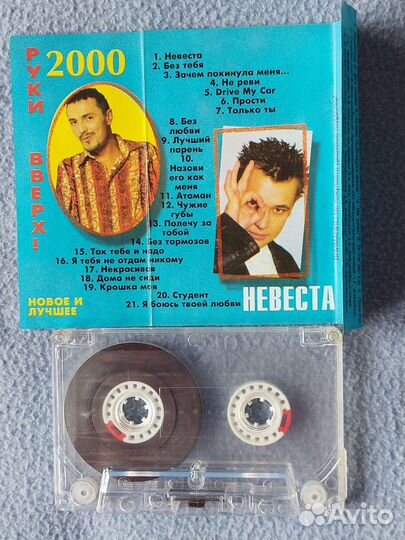 РУКИ ВВЕРХ!
2000
1. Невеста
2. Без тебя
3. Зачем покинула меня...
4. Не реви
5. Drive My Car
6. Прости
7. Только ты
8. Без
любви
9. Лучший
парень
10.
Назови
его как
меня
11. Атаман
12. Чужие
губы
13. Полечу за
тобой
14. Без тормозов
15. Так тебе и надо
16. Я тебя не отдам никому
17. Некрасивая
18. Дома не сиди
19. Крошка моя
20. Студент
21. Я боюсь твоей любви
НОВОЕ И
ЛУЧШЕЕ
НЕВЕСТА
Avito